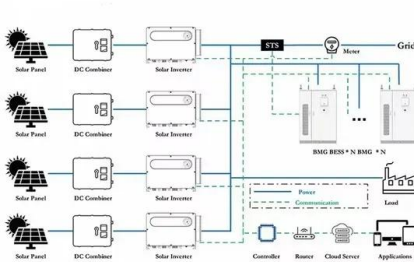 STS
Meter
Grid
Solar Panel
DC Combiner
Solar Inverter
Solar Panel
DC Combiner
Solar Inverter
BMG BESS * N BMG * N
Solar Panel
DC Combiner
Solar Inverter
Power
Communication
Load
Solar Panel
DC Combiner
Solar Inverter
Controller
Router
Cloud Server
Applications